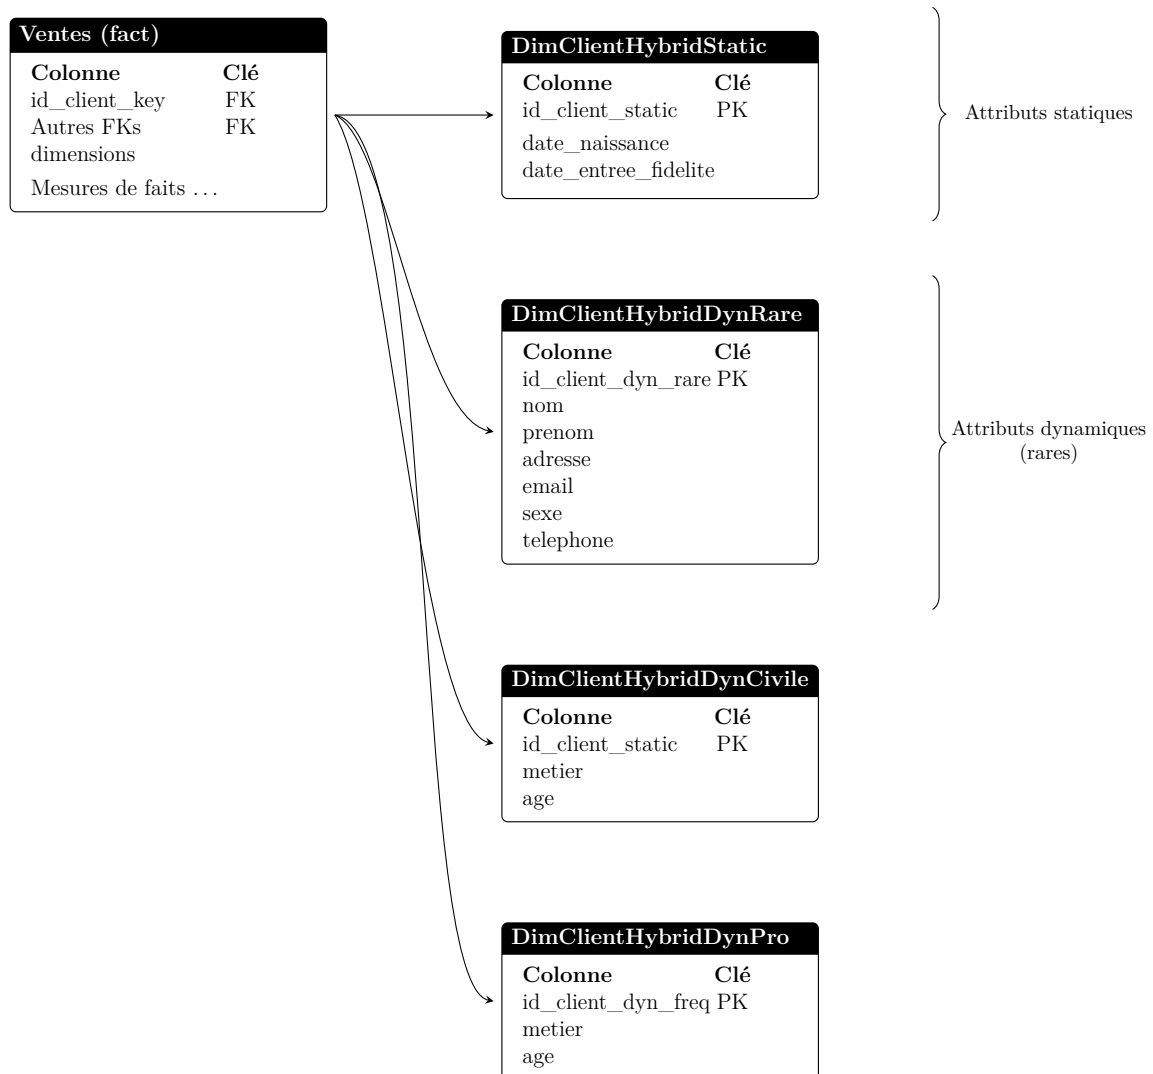 Ventes (fact)
Colonne Clé
id_client_key FK
Autres FKs FK
dimensions
Mesures de faits ...
DimClientHybridStatic
Colonne Clé
id_client_static PK
date_naissance
date_entree_fidelite
Attributs statiques
DimClientHybridDynRare
Colonne Clé
id_client_dyn_rare PK
nom
prenom
adresse
email
sexe
telephone
Attributs dynamiques
(rares)
DimClientHybridDynCivile
Colonne Clé
id_client_static PK
metier
age
DimClientHybridDynPro
Colonne Clé
id_client_dyn_freq PK
metier
age